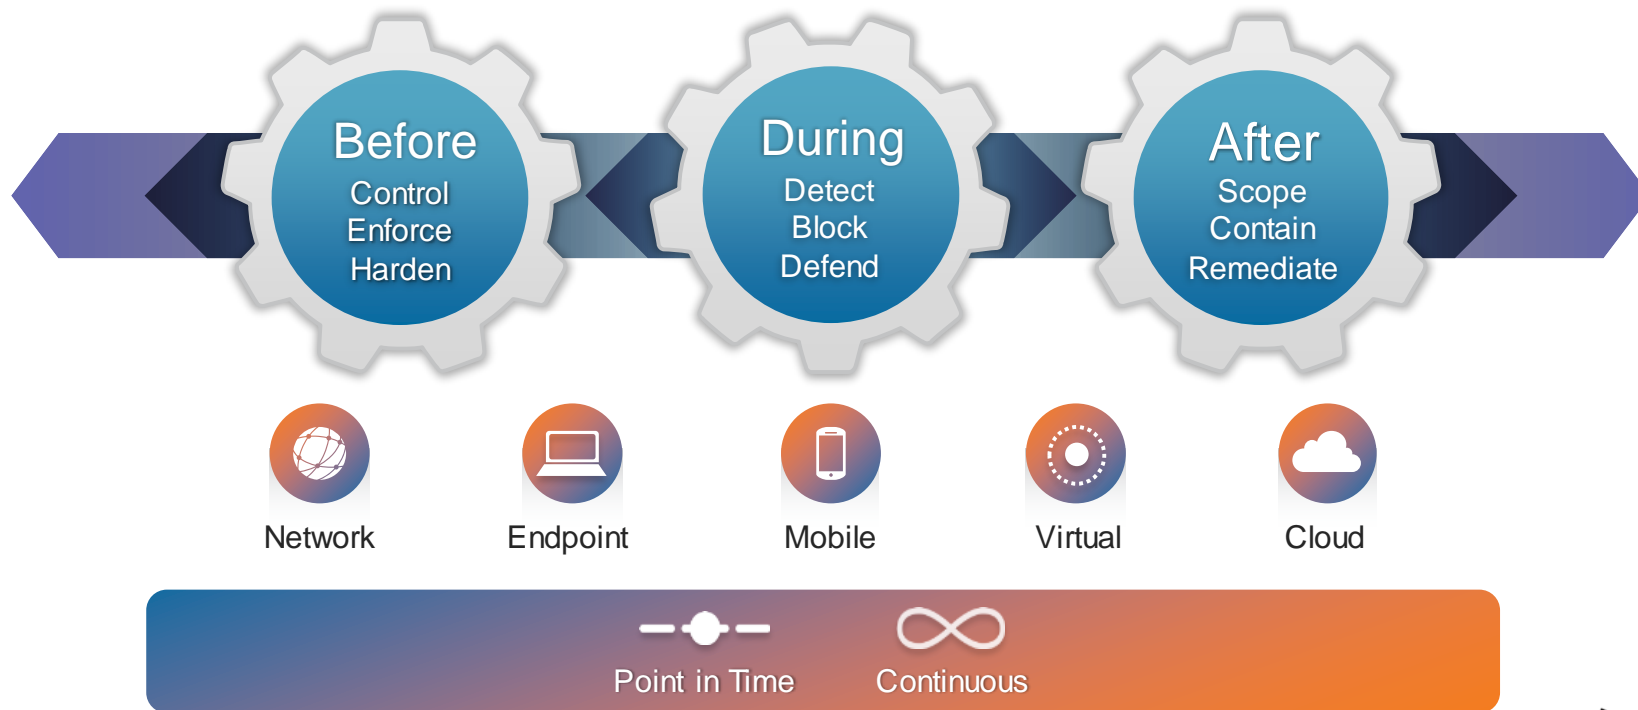 Before
Control
Enforce
Harden
During
Detect
Block
Defend
After
Scope
Contain
Remediate
Network
Endpoint
Mobile
Virtual
Cloud
Point in Time
Continuous